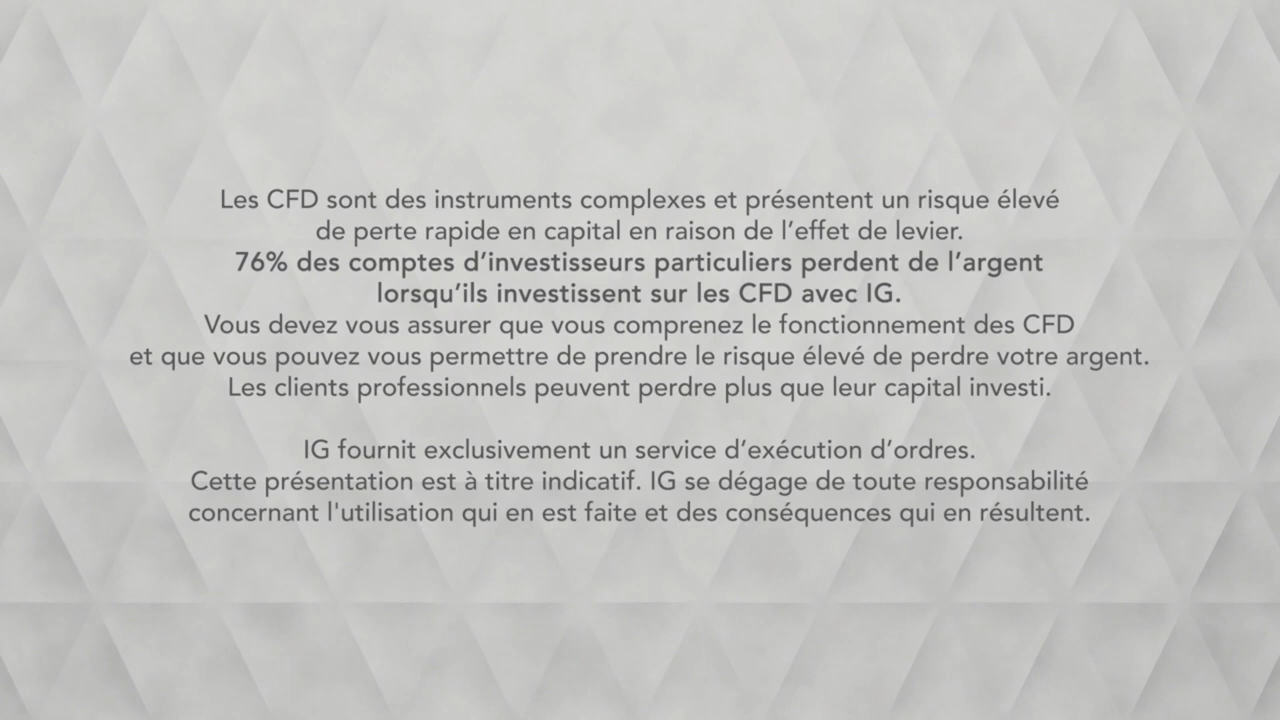 Les CFD sont des instruments complexes et présentent un risque élevé
de perte rapide en capital en raison de l’effet de levier.
76% des comptes d’investisseurs particuliers perdent de l’argent
lorsqu’ils investissent sur les CFD avec IG.
Vous devez vous assurer que vous comprenez le fonctionnement des CFD
et que vous pouvez vous permettre de prendre le risque élevé de perdre votre argent.
Les clients professionnels peuvent perdre plus que leur capital investi.
IG fournit exclusivement un service d’exécution d’ordres.
Cette présentation est à titre indicatif. IG se dégage de toute responsabilité
concernant l'utilisation qui en est faite et des conséquences qui en résultent.